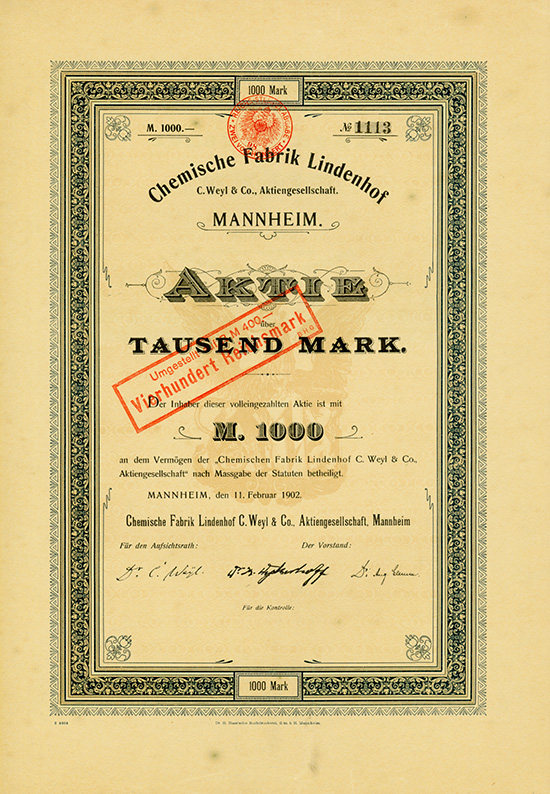 1000 Mark
M. 1000.—
№ 1113
Chemische Fabrik Lindenhof
C. Weyl & Co., Aktiengesellschaft.
MANNHEIM.
AKTIE
über
TAUSEND MARK.
Umgestellt M 400.—
Vierhundert Reichsmark
Der Inhaber dieser volleingezahlten Aktie ist mit
M. 1000
an dem Vermögen der „Chemischen Fabrik Lindenhof C. Weyl & Co.,
Aktiengesellschaft“ nach Massgabe der Statuten betheiligt.
MANNHEIM, den 11. Februar 1902.
Chemische Fabrik Lindenhof C. Weyl & Co., Aktiengesellschaft, Mannheim
Für den Aufsichtsrath: Der Vorstand:
Dr C. Weyl.
Für die Kontrolle:
1000 Mark